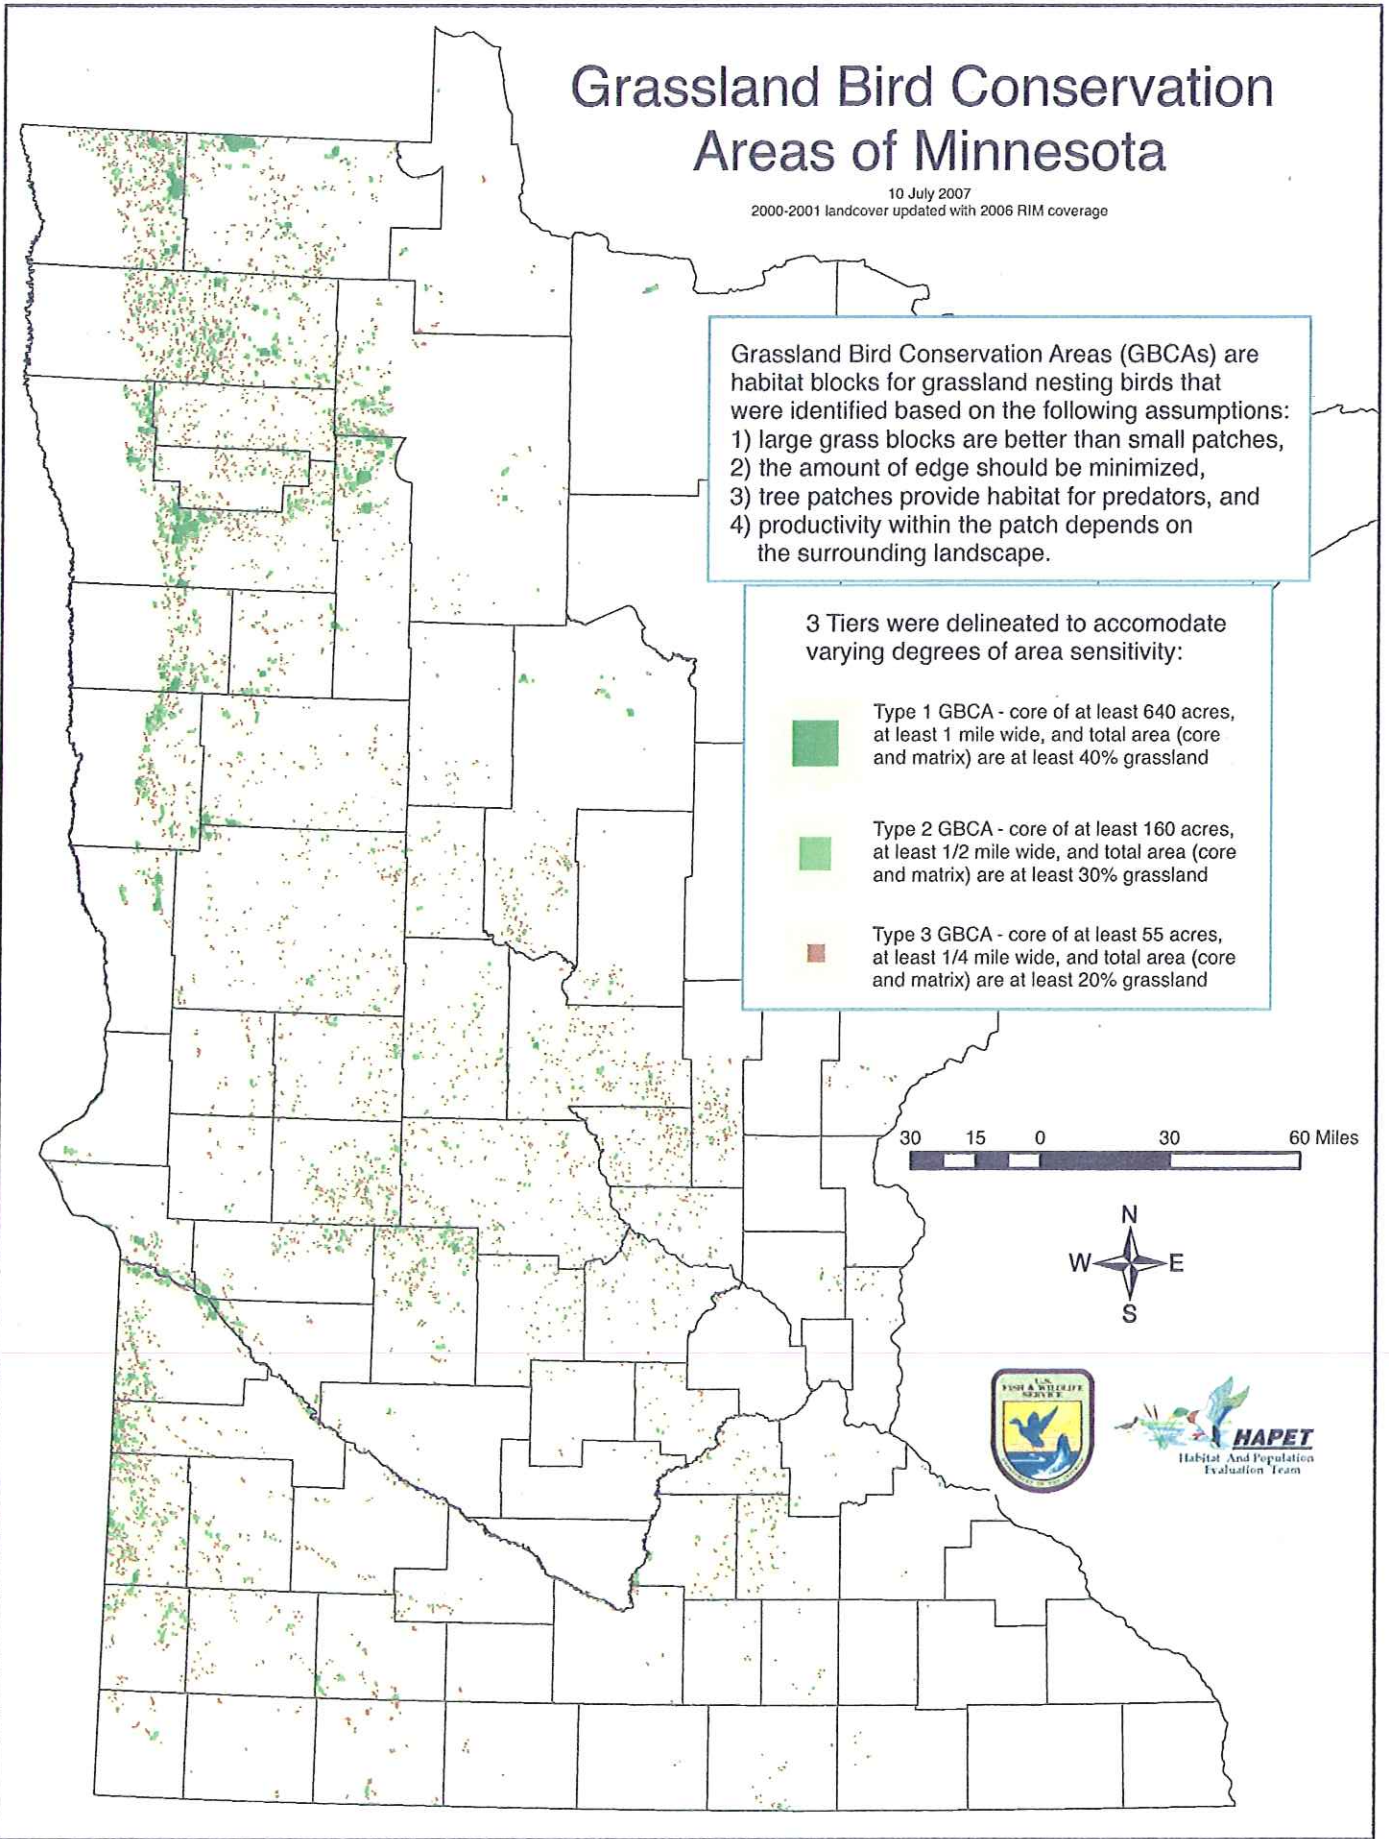 Grassland Bird Conservation
Areas of Minnesota
10 July 2007
2000-2001 landcover updated with 2006 RIM coverage
Grassland Bird Conservation Areas (GBCAs) are
habitat blocks for grassland nesting birds that
were identified based on the following assumptions:
1) large grass blocks are better than small patches,
2) the amount of edge should be minimized,
3) tree patches provide habitat for predators, and
4) productivity within the patch depends on
the surrounding landscape.
3 Tiers were delineated to accomodate
varying degrees of area sensitivity:
Type 1 GBCA - core of at least 640 acres,
at least 1 mile wide, and total area (core
and matrix) are at least 40% grassland
Type 2 GBCA - core of at least 160 acres,
at least 1/2 mile wide, and total area (core
and matrix) are at least 30% grassland
Type 3 GBCA - core of at least 55 acres,
at least 1/4 mile wide, and total area (core
and matrix) are at least 20% grassland
30 15 0 30 60 Miles
N
W E
S
U.S.
FISH & WILDLIFE
SERVICE
HAPET
Habitat And Population
Evaluation Team